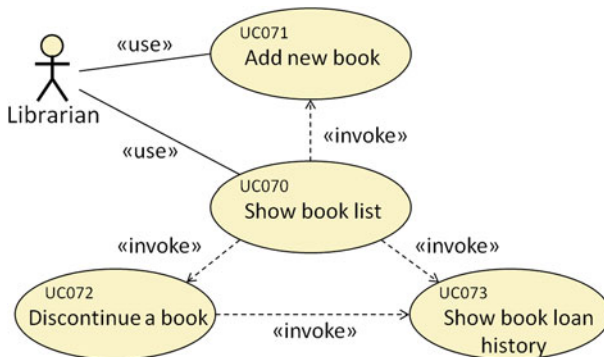 UC071
Add new book
«use»
Librarian
«invoke»
«use»
UC070
Show book list
«invoke»
«invoke»
UC072
Discontinue a book
«invoke»
UC073
Show book loan
history